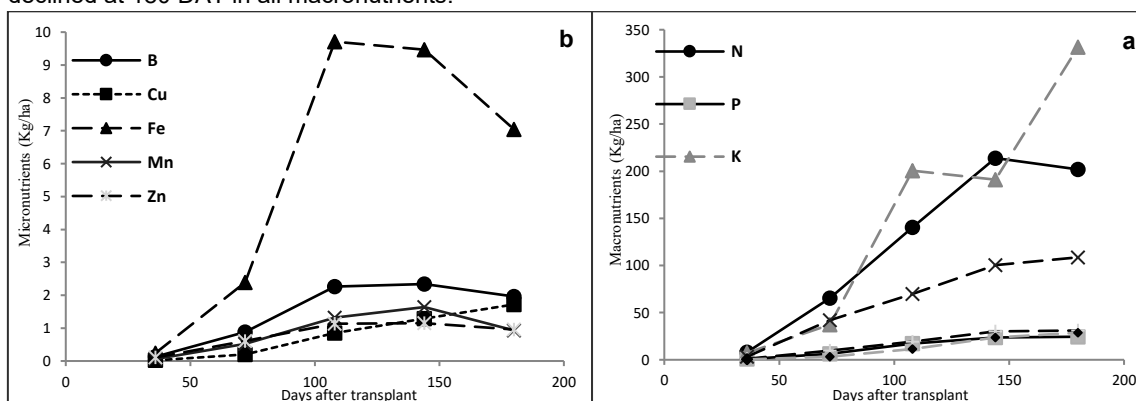 declined at DAT in all macronutrients.
b
10
9
8
7
6
5
4
3
2
1
0
Micronutrients (Kg/ha)
B
Cu
Fe
Mn
Zn
0 50 100 150 200
Days after transplant
a
350
300
250
200
150
100
50
0
Macronutrients (Kg/ha)
N
P
K
0 50 100 150 200
Days after transplant